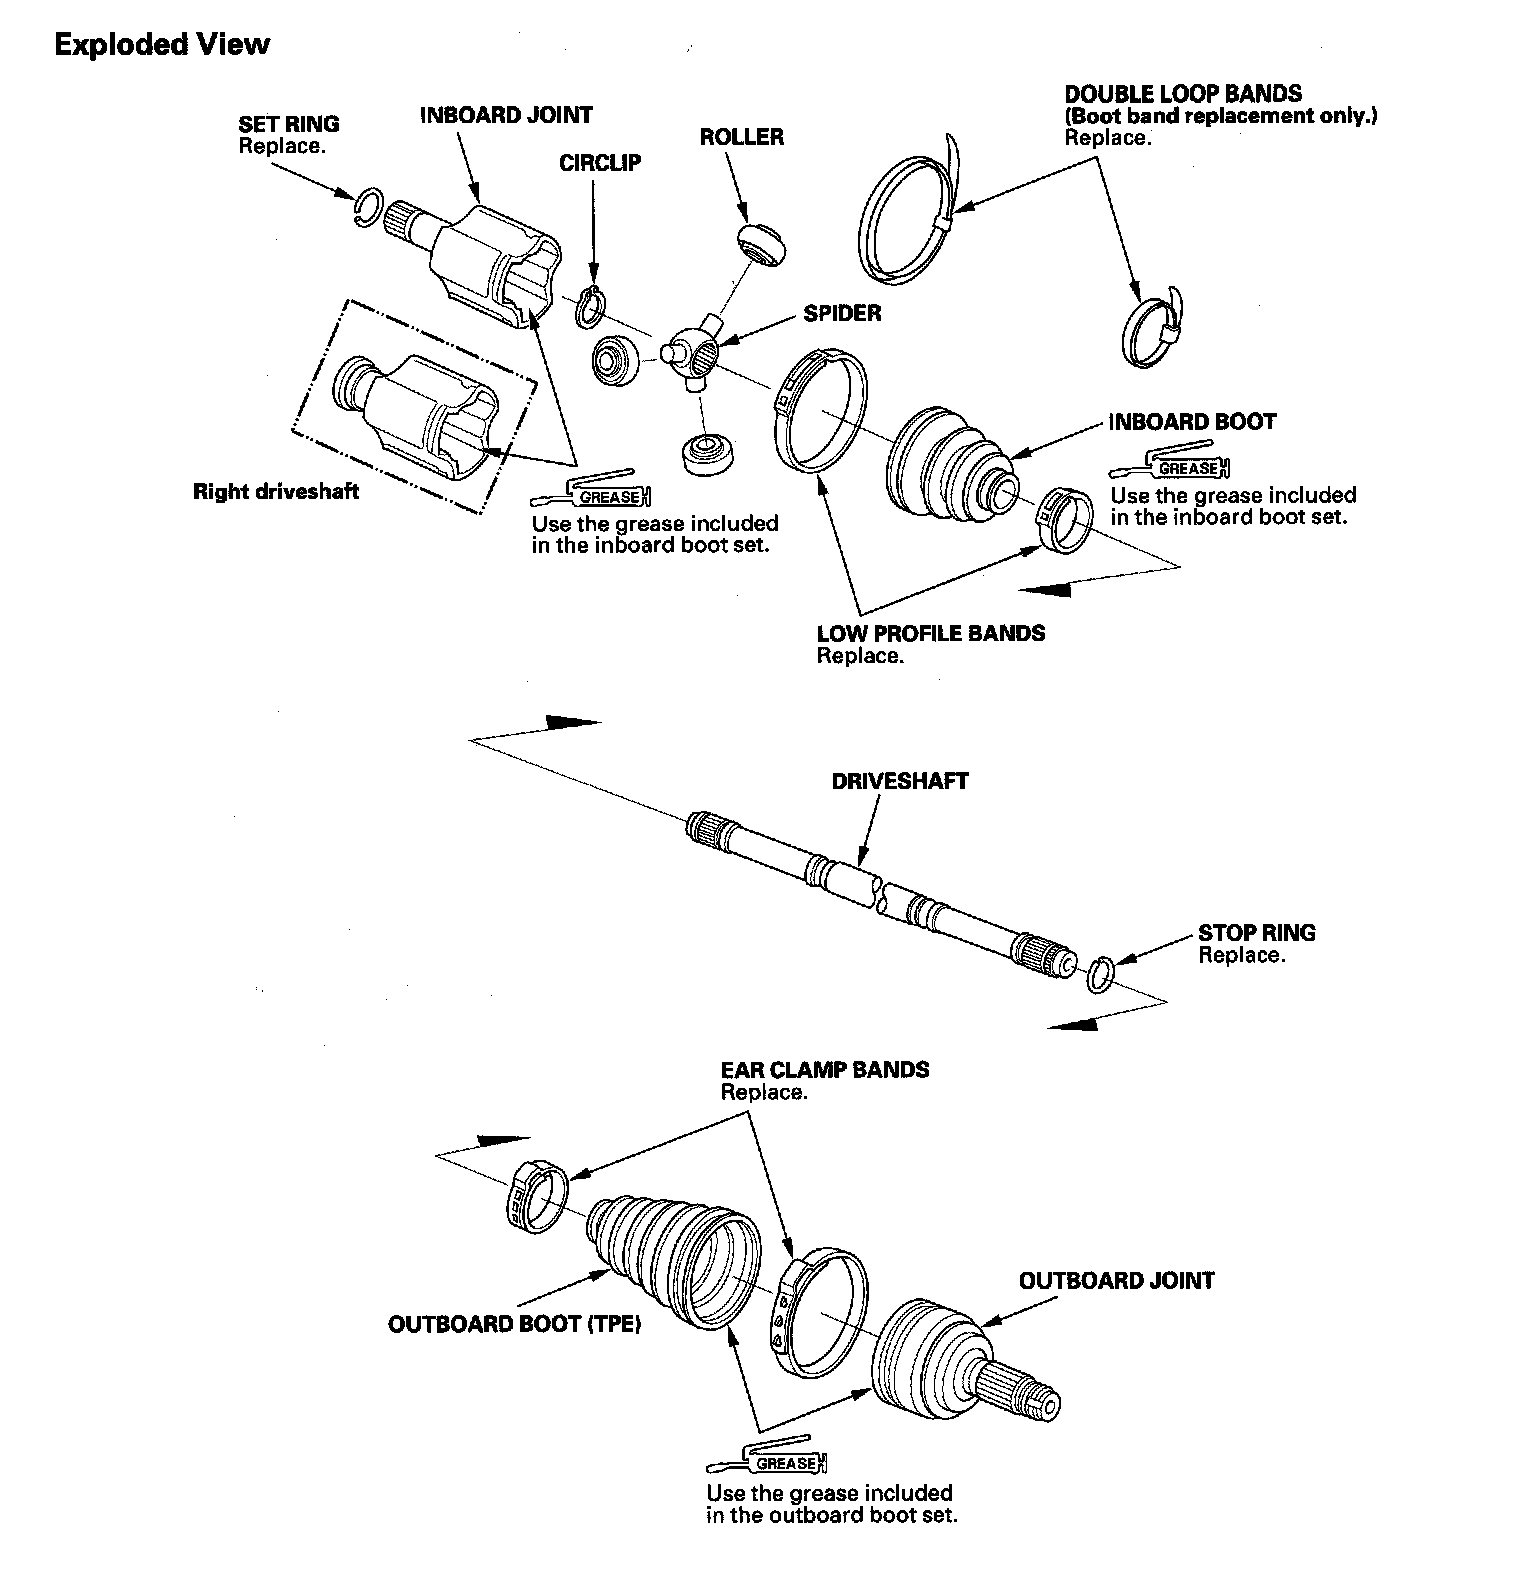 Exploded View
DOUBLE LOOP BANDS
(Boot band replacement only.)
Replace.
SET RING
Replace.
INBOARD JOINT
CIRCLIP
ROLLER
SPIDER
INBOARD BOOT
GREASE
Use the grease included
in the inboard boot set.
Right driveshaft
GREASE
Use the grease included
in the inboard boot set.
LOW PROFILE BANDS
Replace.
DRIVESHAFT
STOP RING
Replace.
EAR CLAMP BANDS
Replace.
OUTBOARD JOINT
OUTBOARD BOOT (TPE)
GREASE
Use the grease included
in the outboard boot set.